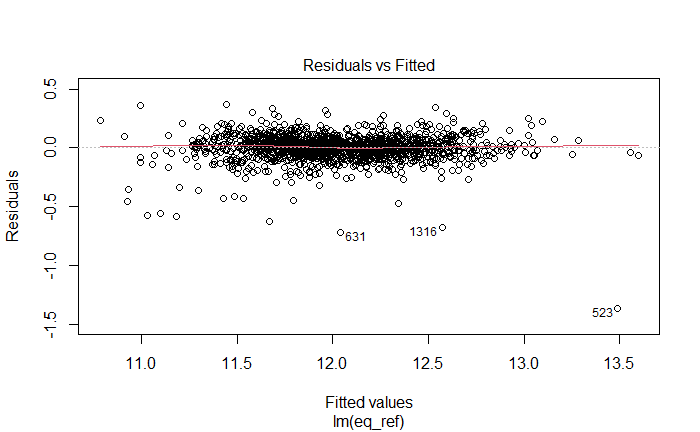 Residuals vs Fitted
Residuals
0.5
0.0
-0.5
-1.0
-1.5
631
1316
523
11.0 11.5 12.0 12.5 13.0 13.5
Fitted values
lm(eq_ref)